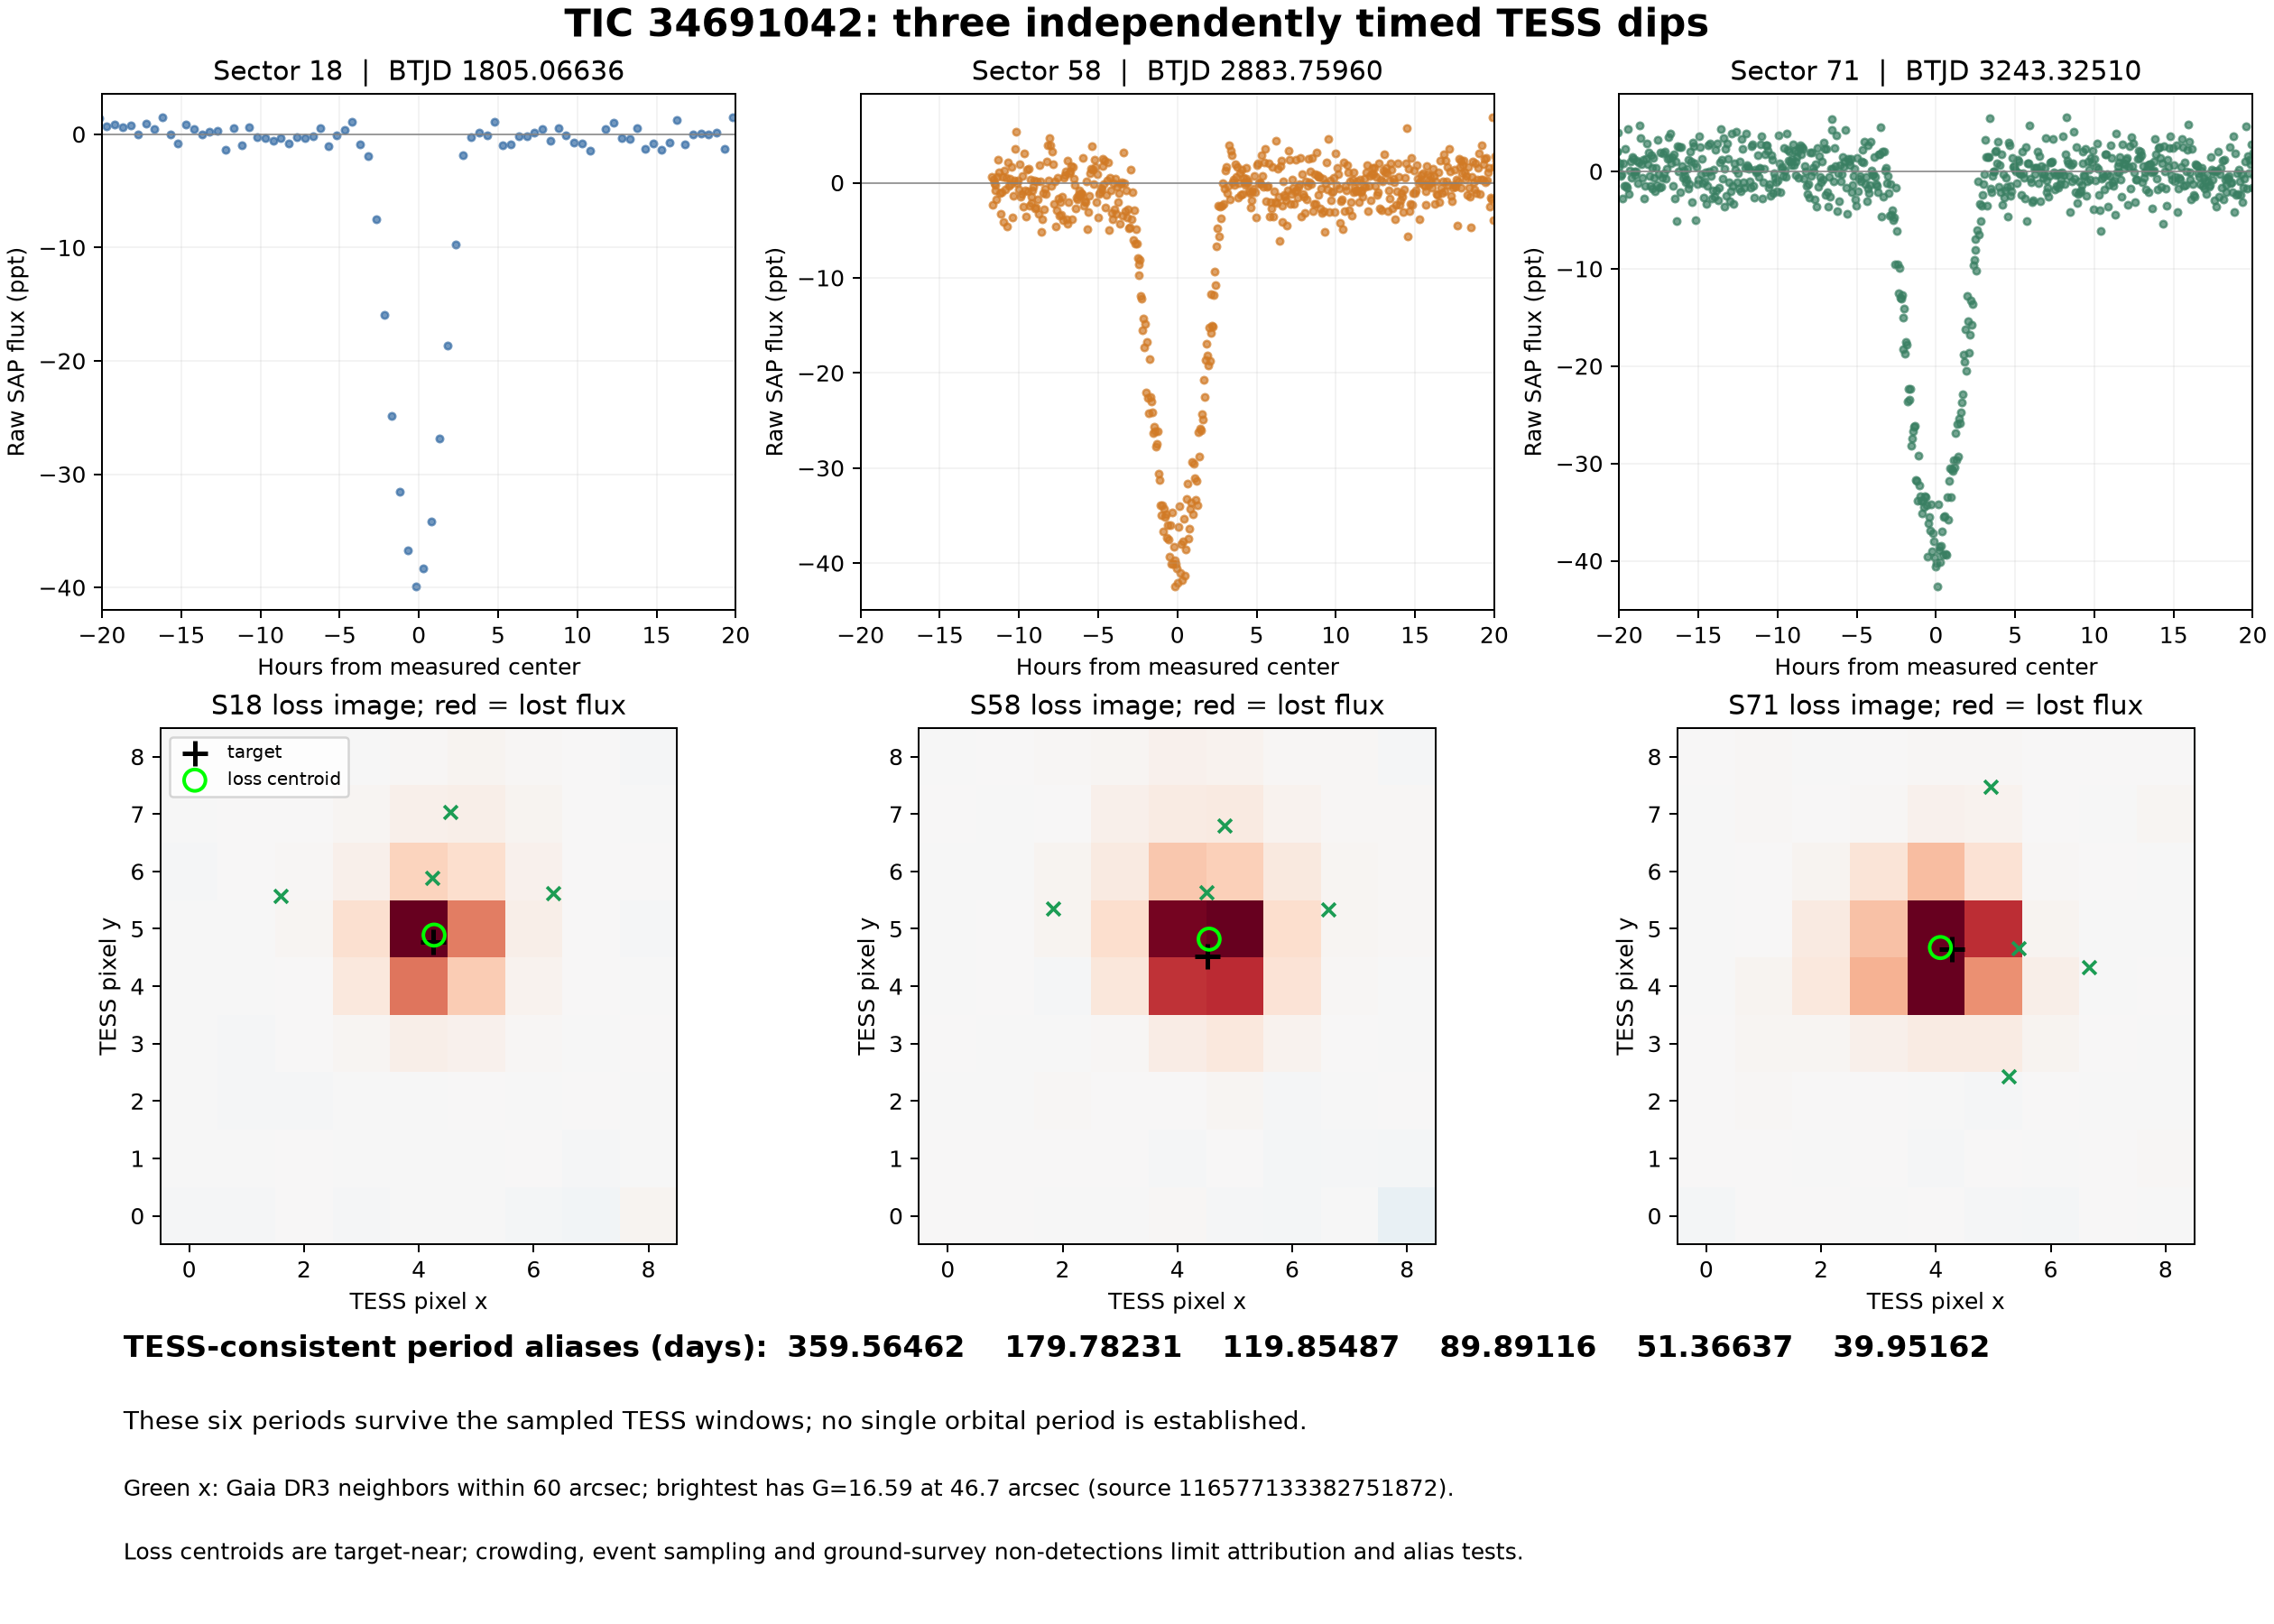 TIC 34691042: three independently timed TESS dips
Sector 18 | BTJD 1805.06636
Sector 58 | BTJD 2883.75960
Sector 71 | BTJD 3243.32510
Raw SAP flux (ppt)
0
−10
−20
−30
−40
−20 −15 −10 −5 0 5 10 15 20
Hours from measured center
Raw SAP flux (ppt)
0
−10
−20
−30
−40
−20 −15 −10 −5 0 5 10 15 20
Hours from measured center
Raw SAP flux (ppt)
0
−10
−20
−30
−40
−20 −15 −10 −5 0 5 10 15 20
Hours from measured center
S18 loss image; red = lost flux
target
loss centroid
TESS pixel y
8
7
6
5
4
3
2
1
0
0 2 4 6 8
TESS pixel x
S58 loss image; red = lost flux
TESS pixel y
8
7
6
5
4
3
2
1
0
0 2 4 6 8
TESS pixel x
S71 loss image; red = lost flux
TESS pixel y
8
7
6
5
4
3
2
1
0
0 2 4 6 8
TESS pixel x
TESS-consistent period aliases (days): 359.56462 179.78231 119.85487 89.89116 51.36637 39.95162
These six periods survive the sampled TESS windows; no single orbital period is established.
Green x: Gaia DR3 neighbors within 60 arcsec; brightest has G=16.59 at 46.7 arcsec (source 1165771333382751872).
Loss centroids are target-near; crowding, event sampling and ground-survey non-detections limit attribution and alias tests.